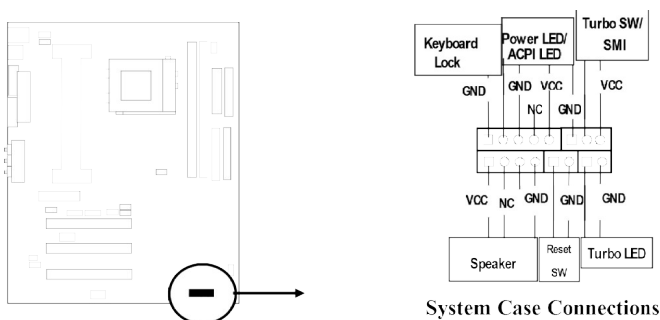 Turbo SW/
SMI
Power LED/
ACPI LED
Keyboard
Lock
GND
GND VCC
VCC
NC
GND
VCC NC GND GND GND
Speaker
Reset
SW
Turbo LED
System Case Connections